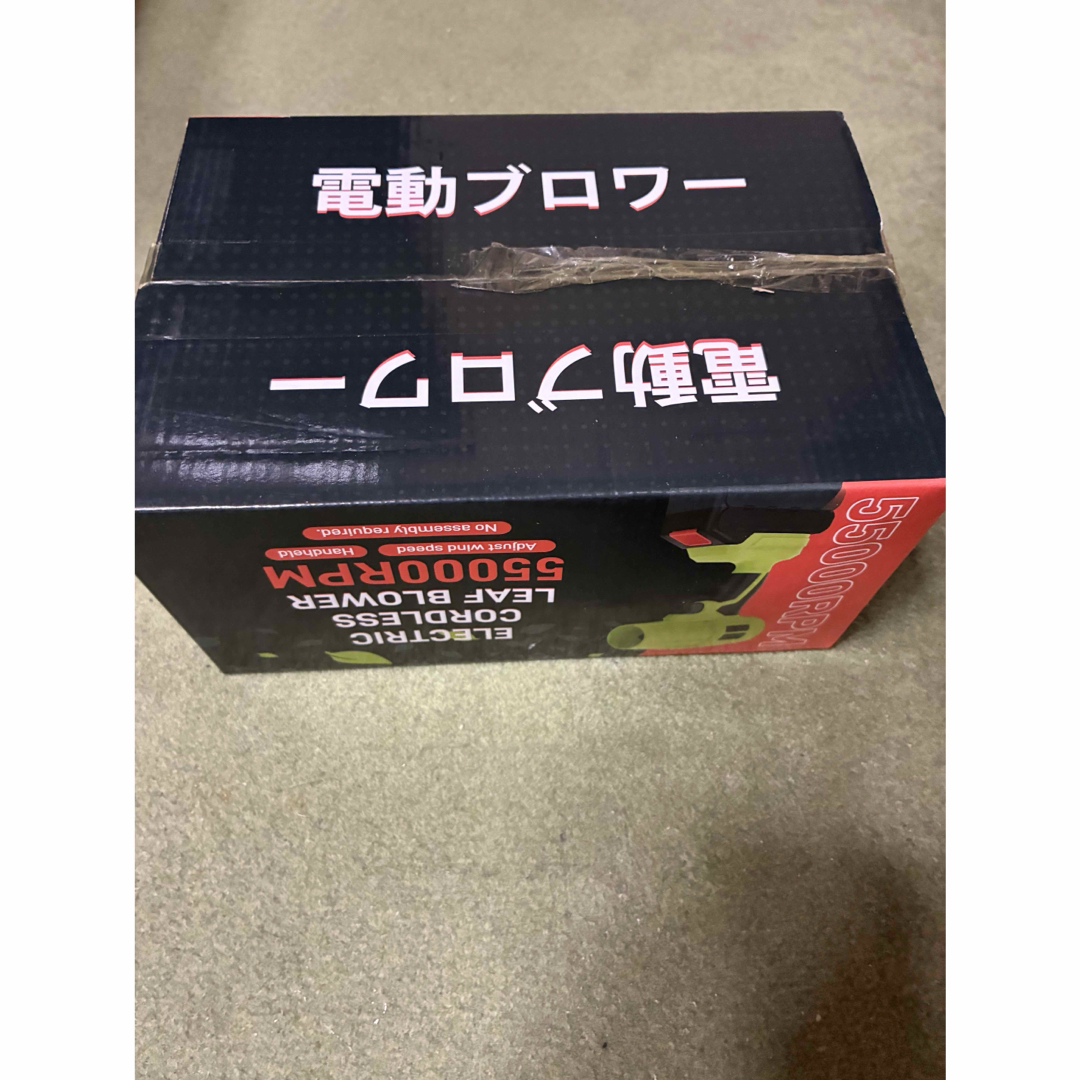 電動ブロワー
電動ブロワー
ELECTRIC
CORDLESS
LEAF BLOWER
55000RPM
Adjust wind speed
Handheld
No assembly required.
55000RPM